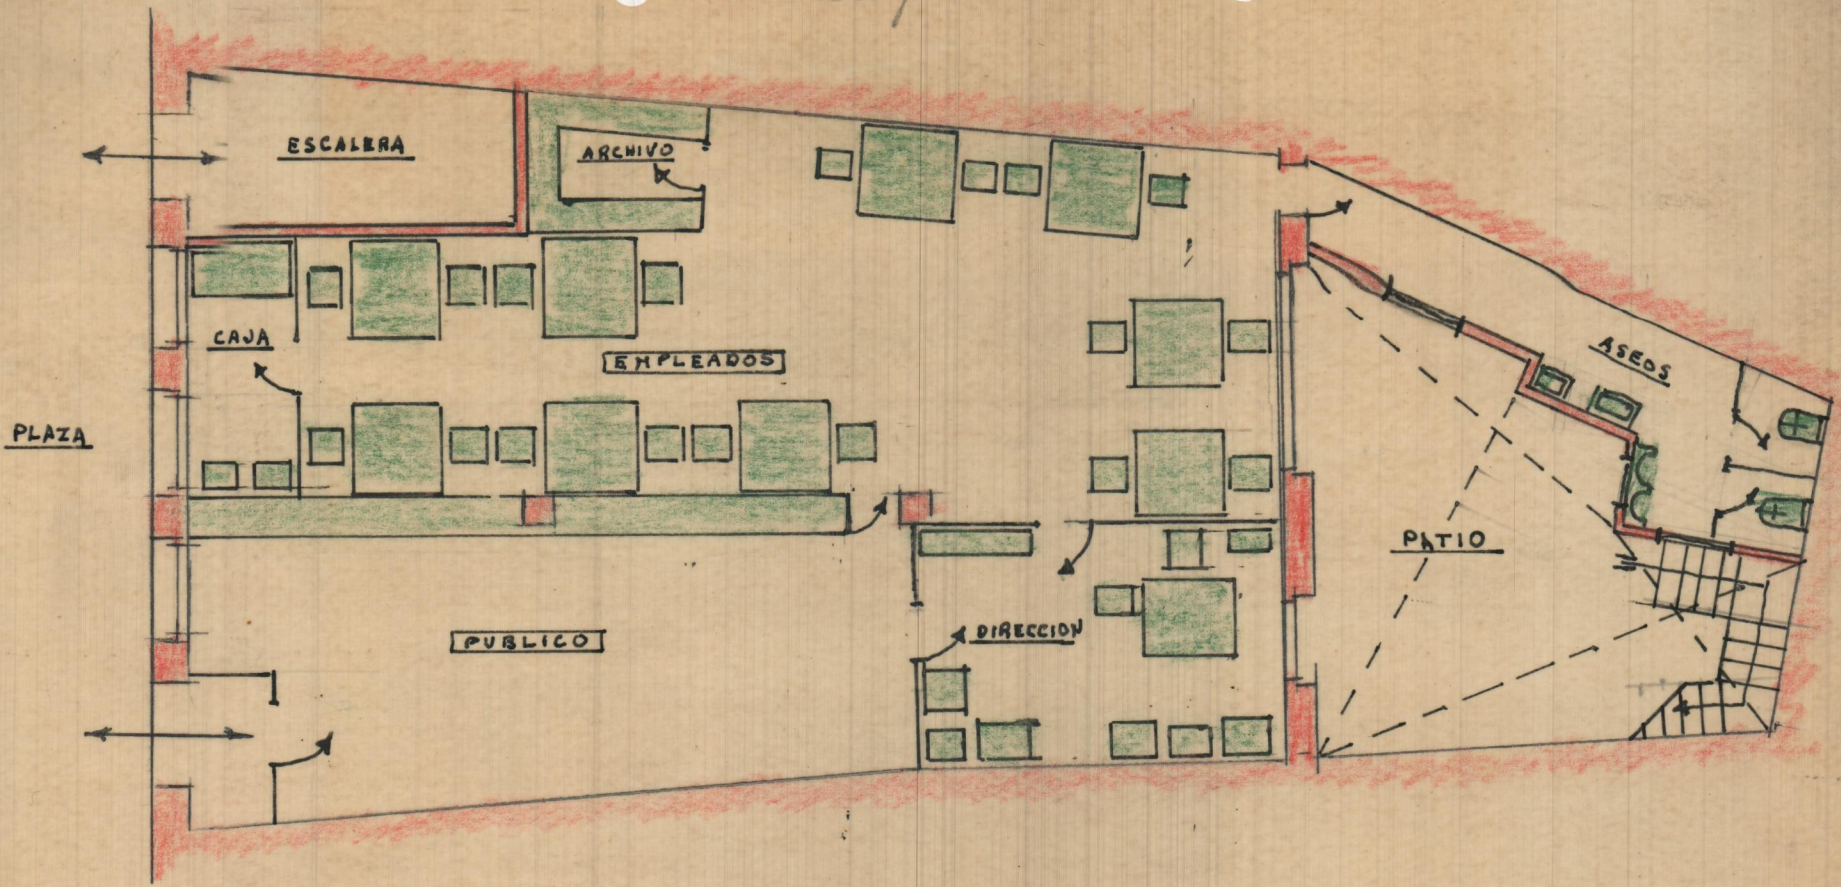 ESCALERA
ARCHIVO
CAJA
EMPLEADOS
ASEOS
PLAZA
PATIO
PUBLICO
DIRECCION